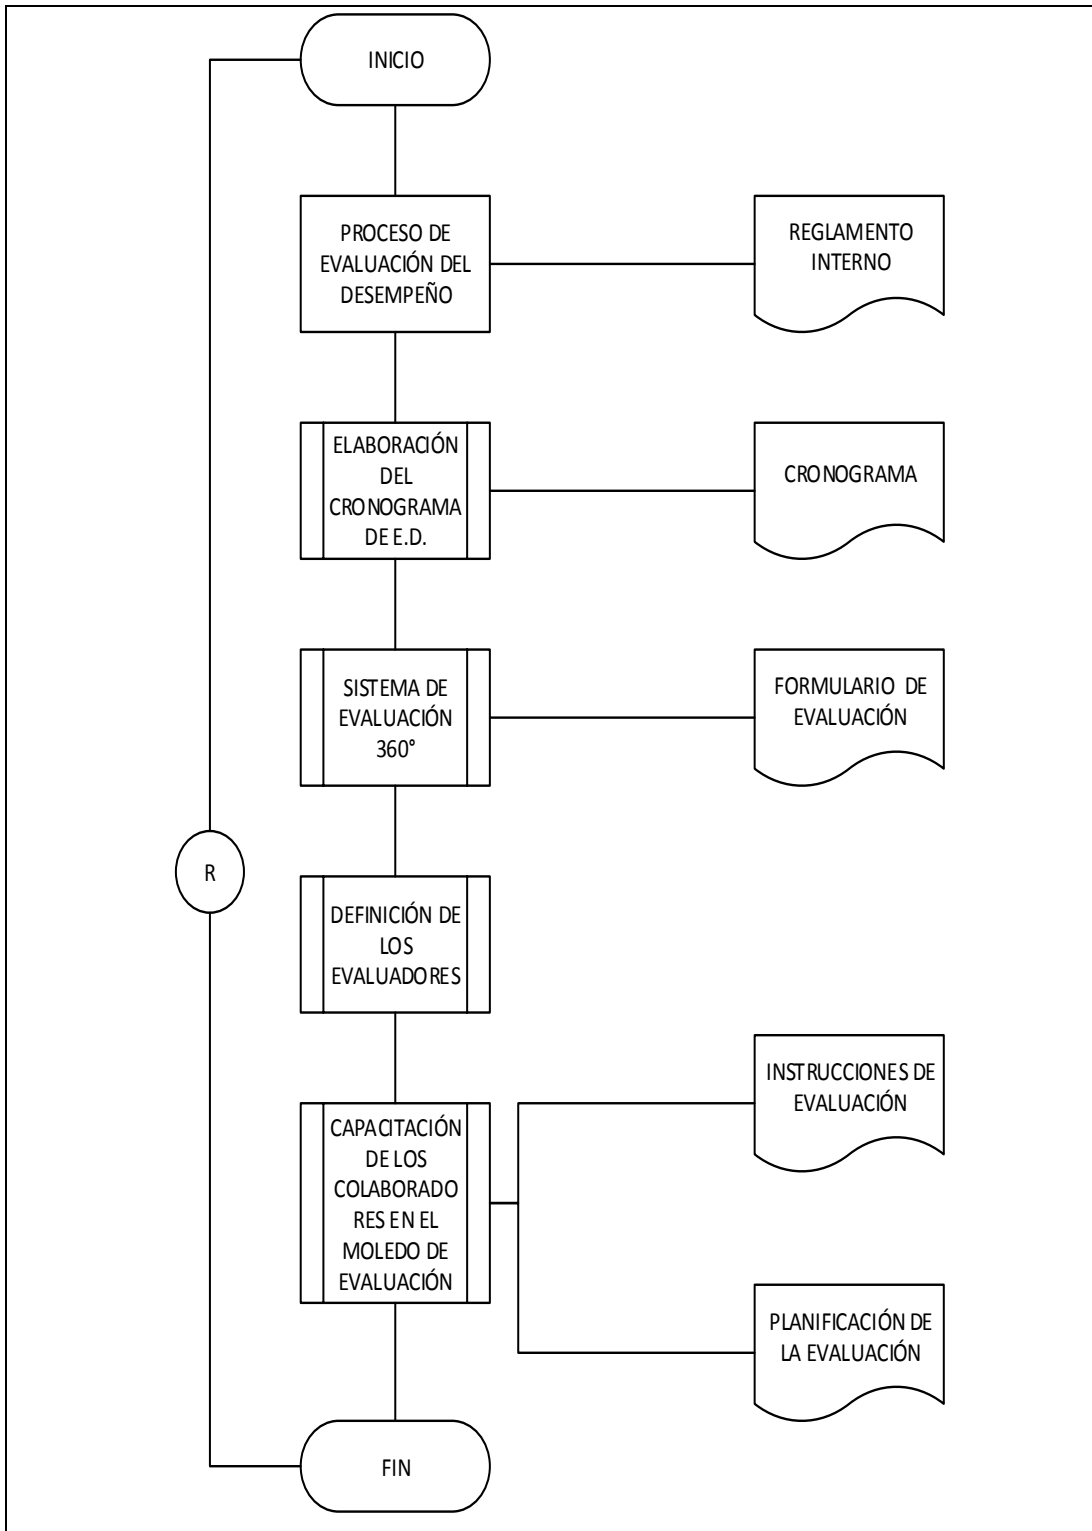 INICIO
PROCESO DE
EVALUACIÓN DEL
DESEMPEÑO
REGLAMENTO
INTERNO
ELABORACIÓN
DEL
CRONOGRAMA
DE E.D.
CRONOGRAMA
SISTEMA DE
EVALUACIÓN
360°
FORMULARIO DE
EVALUACIÓN
R
DEFINICIÓN DE
LOS
EVALUADORES
CAPACITACIÓN
DE LOS
COLABORADO
RES EN EL
MOLEDO DE
EVALUACIÓN
INSTRUCCIONES DE
EVALUACIÓN
PLANIFICACIÓN DE
LA EVALUACIÓN
FIN